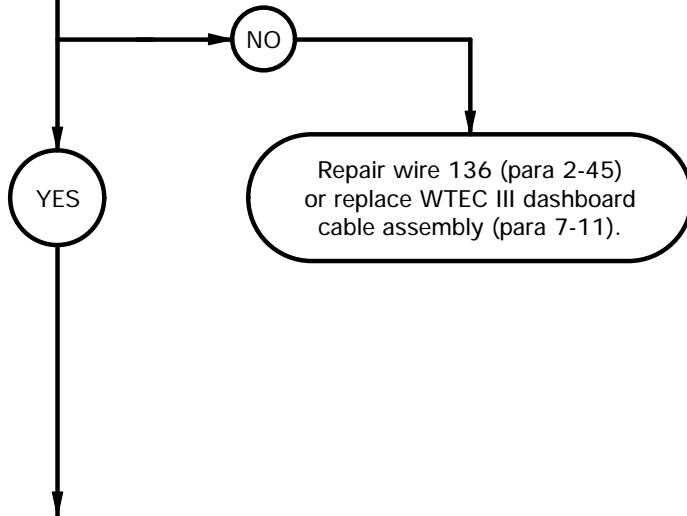 NO
YES
Repair wire 136 (para 2-45)
or replace WTEC III dashboard
cable assembly (para 7-11).